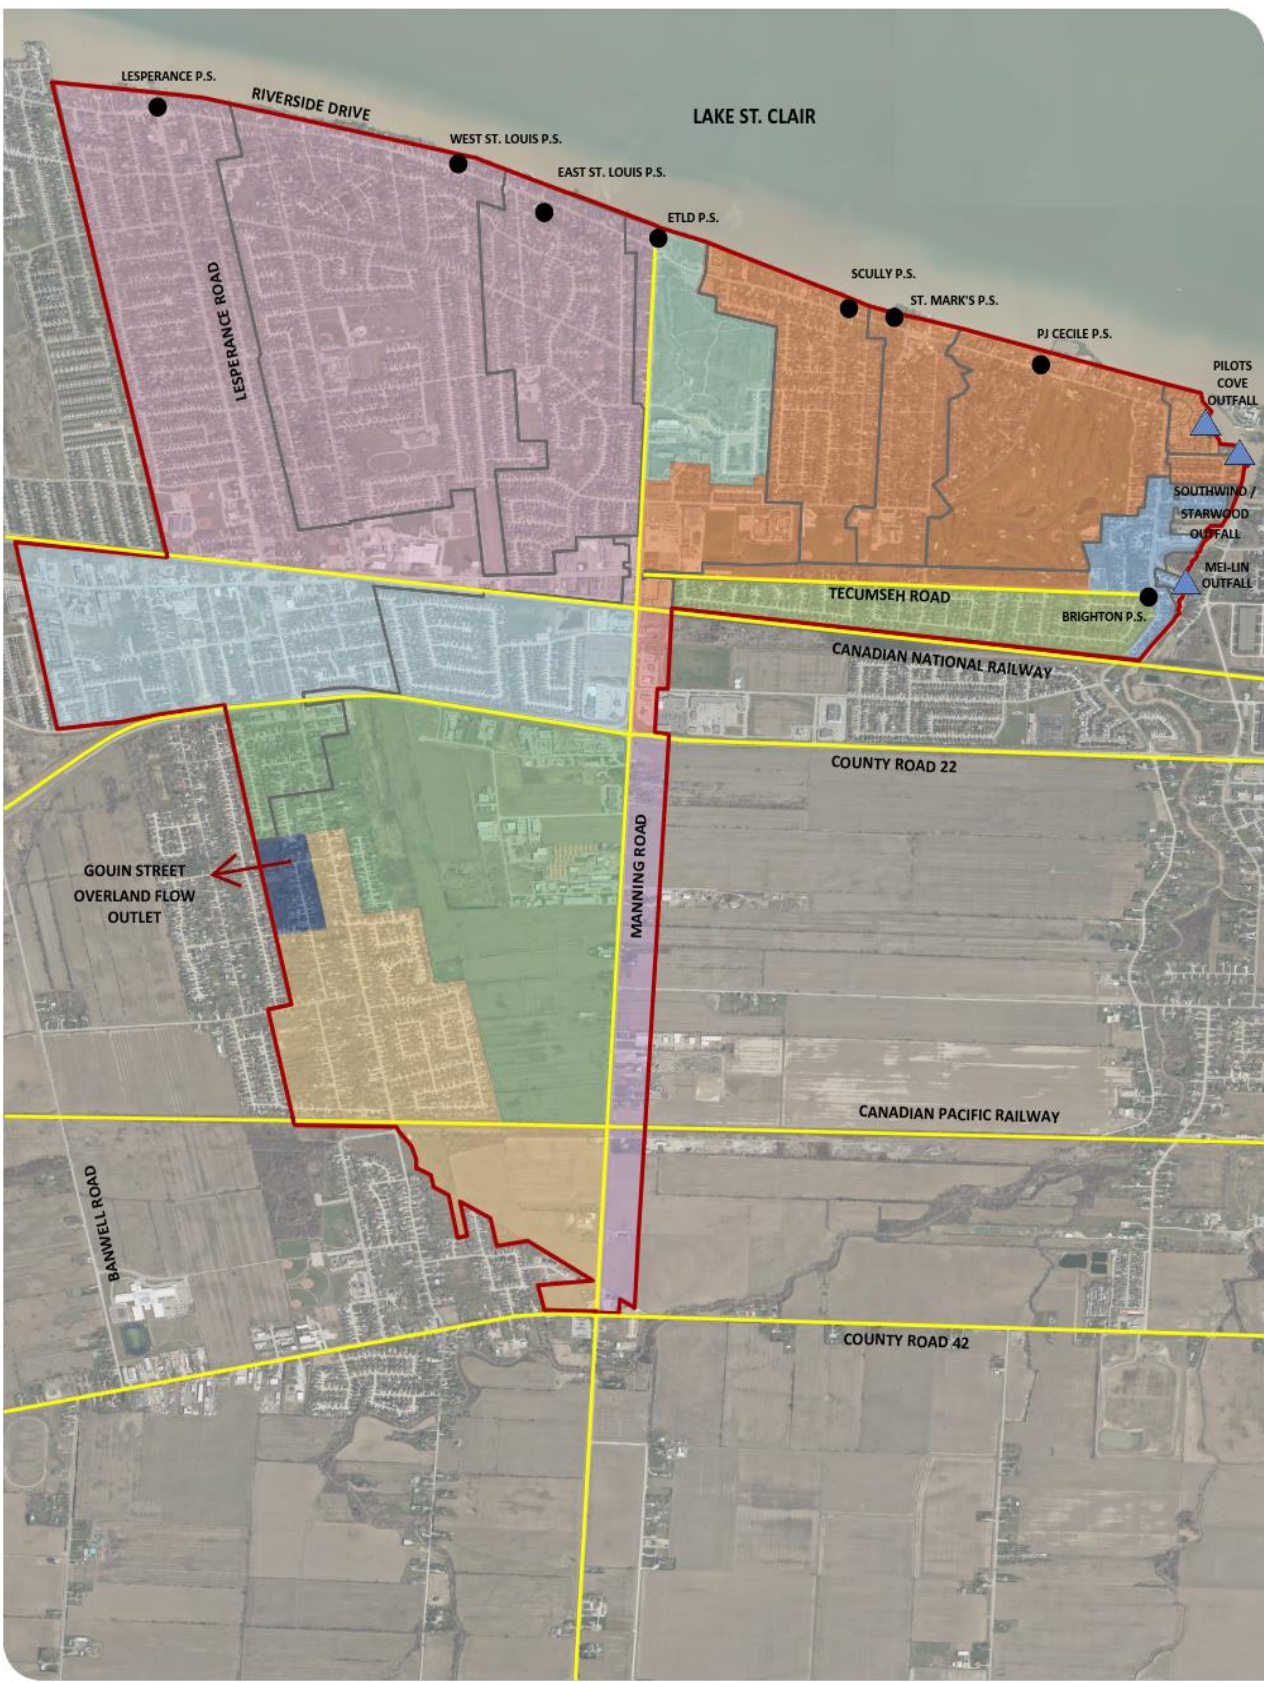 LESPERANCE P.S.
RIVERSIDE DRIVE
LAKE ST. CLAIR
WEST ST. LOUIS P.S.
EAST ST. LOUIS P.S.
ETLD P.S.
SCULLY P.S.
ST. MARK'S P.S.
PJ CECILE P.S.
PILOTS
COVE
OUTFALL
LESPERANCE ROAD
SOUTHWIND /
STARWOOD
OUTFALL
MEI-LIN
OUTFALL
TECUMSEH ROAD
BRIGHTON P.S.
CANADIAN NATIONAL RAILWAY
COUNTY ROAD 22
MANNING ROAD
GOUIN STREET
OVERLAND FLOW
OUTLET
CANADIAN PACIFIC RAILWAY
BANWELL ROAD
COUNTY ROAD 42